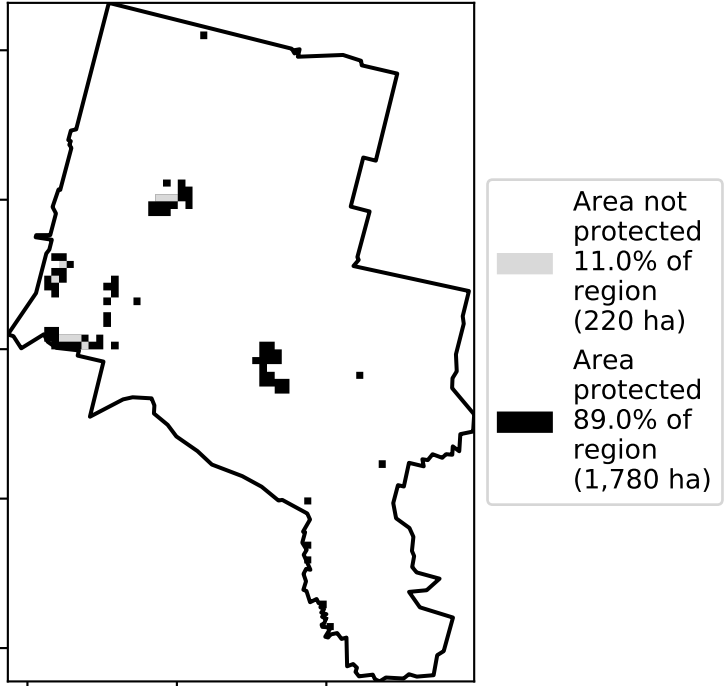 Area not
protected
11.0% of
region
(220 ha)
Area
protected
89.0% of
region
(1,780 ha)